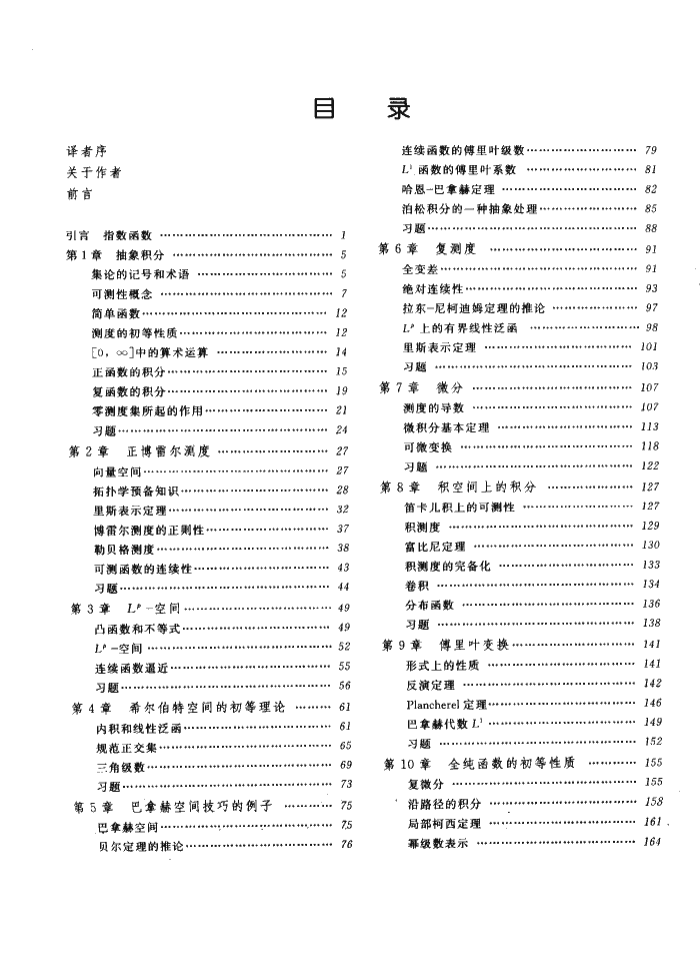 目 录
译者序
关于作者
前言
引言 指数函数 …… 1
第1章 抽象积分 …… 5
集论的记号和术语 …… 5
可测性概念 …… 7
简单函数 …… 12
测度的初等性质 …… 12
[0, ∞]中的算术运算 …… 14
正函数的积分 …… 15
复函数的积分 …… 19
零测度集所起的作用 …… 21
习题 …… 24
第2章 正博雷尔测度 …… 27
向量空间 …… 27
拓扑学预备知识 …… 28
里斯表示定理 …… 32
博雷尔测度的正则性 …… 37
勒贝格测度 …… 38
可测函数的连续性 …… 43
习题 …… 44
第3章 Lᵖ-空间 …… 49
凸函数和不等式 …… 49
Lᵖ-空间 …… 52
连续函数逼近 …… 55
习题 …… 56
第4章 希尔伯特空间的初等理论 …… 61
内积和线性泛函 …… 61
规范正交集 …… 65
三角级数 …… 69
习题 …… 73
第5章 巴拿赫空间技巧的例子 …… 75
巴拿赫空间 …… 75
贝尔定理的推论 …… 76
连续函数的傅里叶级数 …… 79
L¹ 函数的傅里叶系数 …… 81
哈恩-巴拿赫定理 …… 82
泊松积分的一种抽象处理 …… 85
习题 …… 88
第6章 复测度 …… 91
全变差 …… 91
绝对连续性 …… 93
拉东-尼柯迪姆定理的推论 …… 97
Lᵖ 上的有界线性泛函 …… 98
里斯表示定理 …… 101
习题 …… 103
第7章 微分 …… 107
测度的导数 …… 107
微积分基本定理 …… 113
可微变换 …… 118
习题 …… 122
第8章 积空间上的积分 …… 127
笛卡儿积上的可测性 …… 127
积测度 …… 129
富比尼定理 …… 130
积测度的完备化 …… 133
卷积 …… 134
分布函数 …… 136
习题 …… 138
第9章 傅里叶变换 …… 141
形式上的性质 …… 141
反演定理 …… 142
Plancherel 定理 …… 146
巴拿赫代数 L¹ …… 149
习题 …… 152
第10章 全纯函数的初等性质 …… 155
复微分 …… 155
沿路径的积分 …… 158
局部柯西定理 …… 161
幂级数表示 …… 164